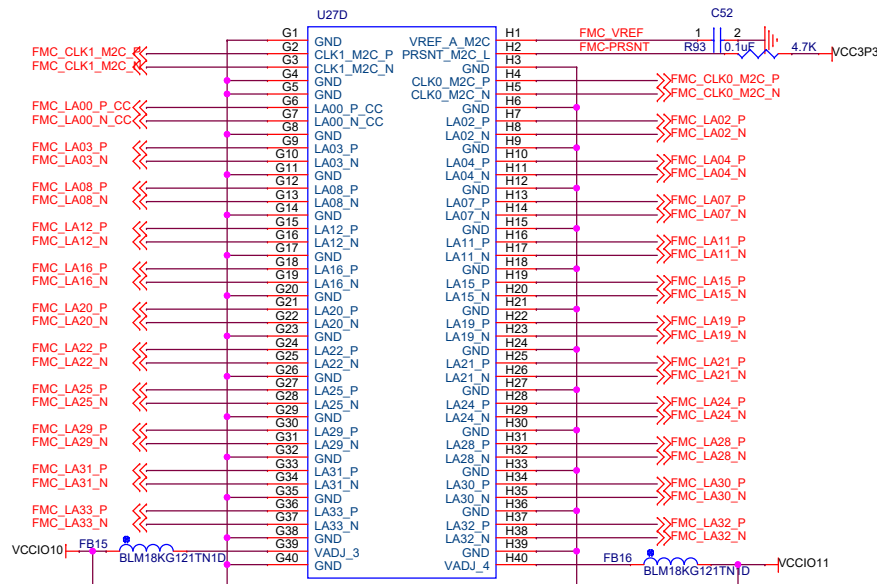 U27D
C52
G1 GND VREF_A_M2C H1 FMC_VREF 1 2
FMC_CLK1_M2C_P G2 CLK1_M2C_P PRSNT_M2C_L H2 FMC-PRSNT R93 0.1uF 4.7K VCC3P3
FMC_CLK1_M2C_N G3 CLK1_M2C_N GND H3
G4 GND CLK0_M2C_P H4 FMC_CLK0_M2C_P
G5 GND CLK0_M2C_N H5 FMC_CLK0_M2C_N
FMC_LA00_P_CC G6 LA00_P_CC GND H6
FMC_LA00_N_CC G7 LA00_N_CC LA02_P H7 FMC_LA02_P
G8 GND LA02_N H8 FMC_LA02_N
FMC_LA03_P G9 LA03_P GND H9
FMC_LA03_N G10 LA03_N LA04_P H10 FMC_LA04_P
G11 GND LA04_N H11 FMC_LA04_N
FMC_LA08_P G12 LA08_P GND H12
FMC_LA08_N G13 LA08_N LA07_P H13 FMC_LA07_P
G14 GND LA07_N H14 FMC_LA07_N
FMC_LA12_P G15 LA12_P GND H15
FMC_LA12_N G16 LA12_N LA11_P H16 FMC_LA11_P
G17 GND LA11_N H17 FMC_LA11_N
FMC_LA16_P G18 LA16_P GND H18
FMC_LA16_N G19 LA16_N LA15_P H19 FMC_LA15_P
G20 GND LA15_N H20 FMC_LA15_N
FMC_LA20_P G21 LA20_P GND H21
FMC_LA20_N G22 LA20_N LA19_P H22 FMC_LA19_P
G23 GND LA19_N H23 FMC_LA19_N
FMC_LA22_P G24 LA22_P GND H24
FMC_LA22_N G25 LA22_N LA21_P H25 FMC_LA21_P
G26 GND LA21_N H26 FMC_LA21_N
FMC_LA25_P G27 LA25_P GND H27
FMC_LA25_N G28 LA25_N LA24_P H28 FMC_LA24_P
G29 GND LA24_N H29 FMC_LA24_N
FMC_LA29_P G30 LA29_P GND H30
FMC_LA29_N G31 LA29_N LA28_P H31 FMC_LA28_P
G32 GND LA28_N H32 FMC_LA28_N
FMC_LA31_P G33 LA31_P GND H33
FMC_LA31_N G34 LA31_N LA30_P H34 FMC_LA30_P
G35 GND LA30_N H35 FMC_LA30_N
FMC_LA33_P G36 LA33_P GND H36
FMC_LA33_N G37 LA33_N LA32_P H37 FMC_LA32_P
G38 GND LA32_N H38 FMC_LA32_N
VCCIO10 FB15 G39 VADJ_3 GND H39
BLM18KG121TN1D G40 GND VADJ_4 H40 FB16 VCCIO11
BLM18KG121TN1D